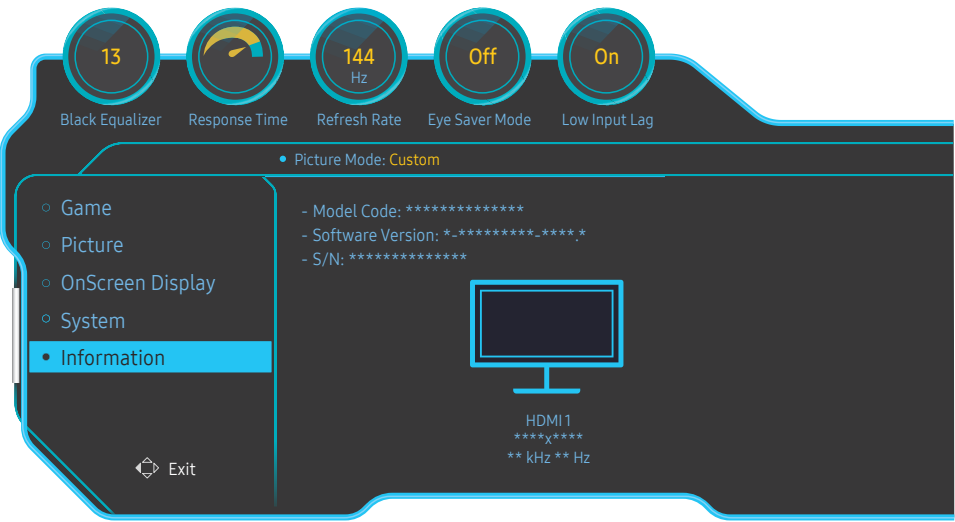 13
144
Hz
Off
On
Black Equalizer
Response Time
Refresh Rate
Eye Saver Mode
Low Input Lag
Picture Mode: Custom
Game
Picture
OnScreen Display
System
Information
Exit
- Model Code: **************
- Software Version: *-*********-****.*
- S/N: **************
HDMI 1
****x****
** kHz ** Hz